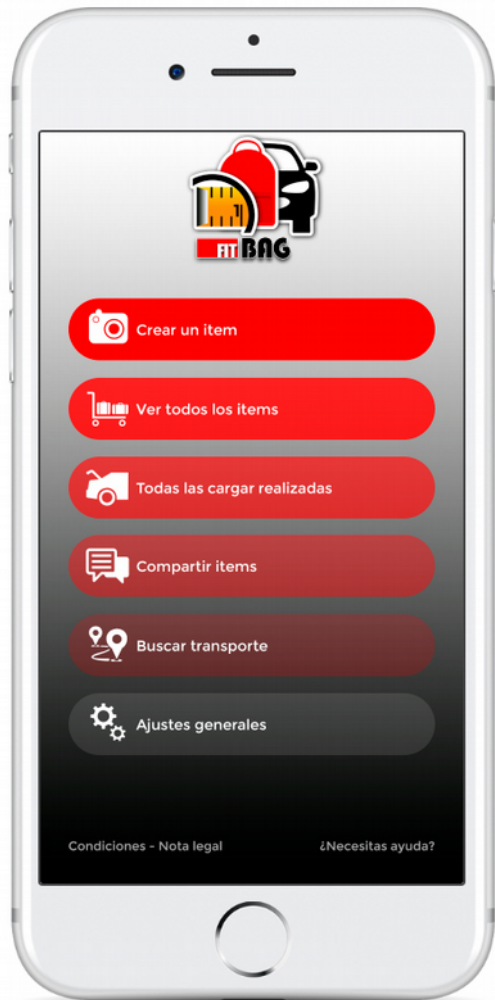 FIT BAG
Crear un item
Ver todos los items
Todas las cargar realizadas
Compartir items
Buscar transporte
Ajustes generales
Condiciones - Nota legal
¿Necesitas ayuda?